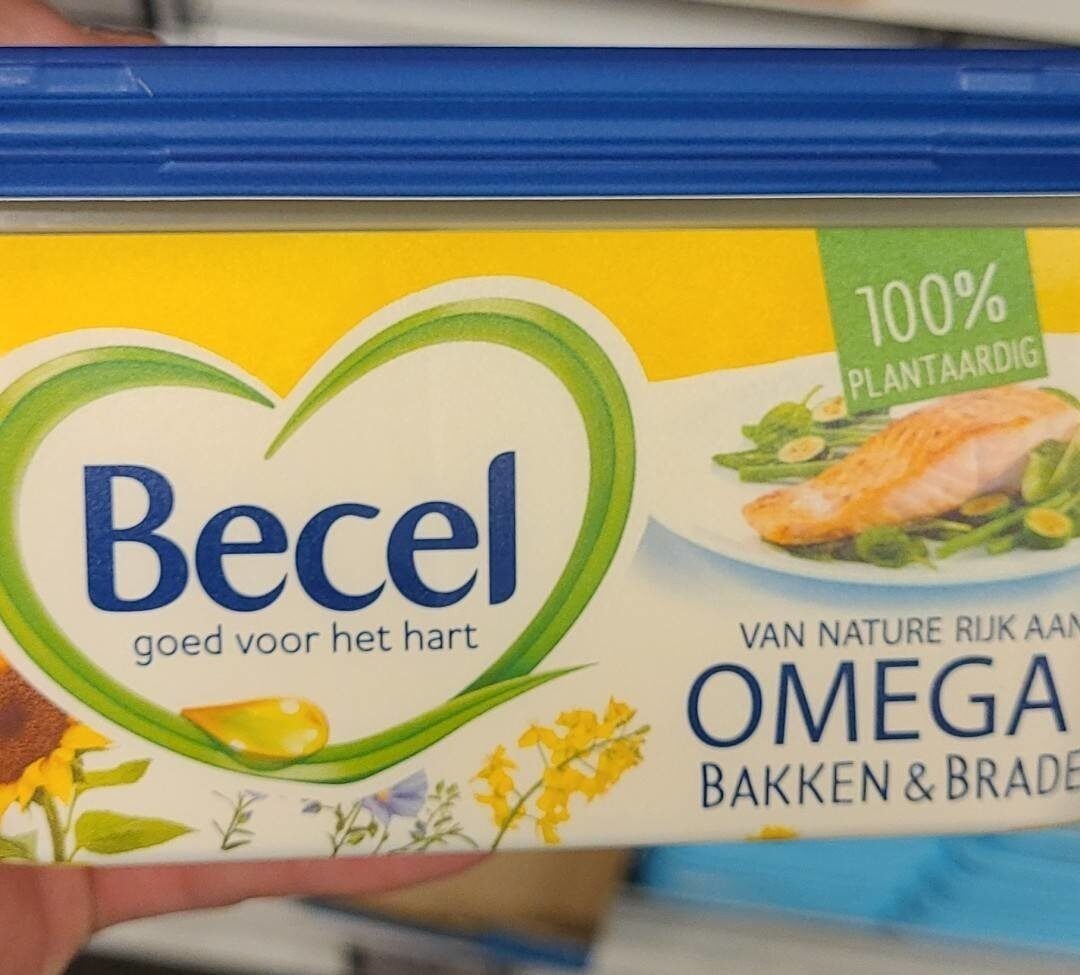 100%
PLANTAARDIG
Becel
goed voor het hart
VAN NATURE RIJK AAN
OMEGA
BAKKEN & BRADE